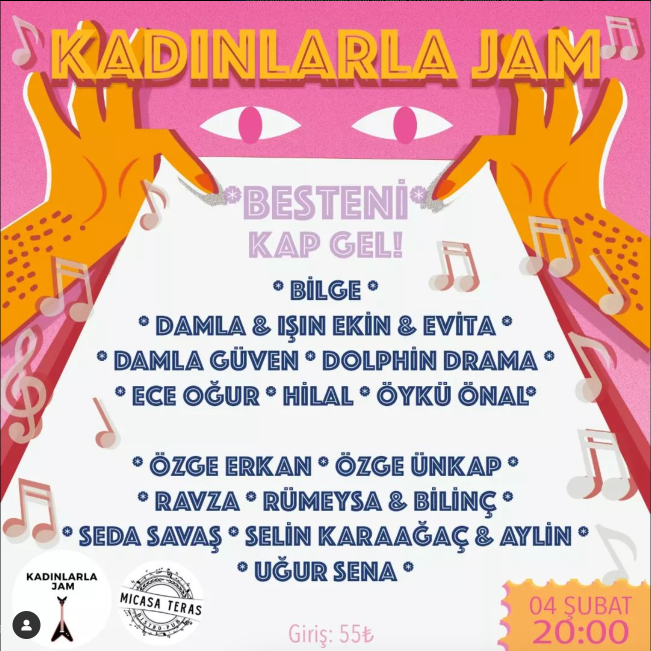 KADINLARLA JAM
*BESTENİ*
KAP GEL!
* BİLGE *
* DAMLA & IŞIN EKİN & EVİTA *
* DAMLA GÜVEN * DOLPHIN DRAMA *
* ECE OĞUR * HİLAL * ÖYKÜ ÖNAL*
* ÖZGE ERKAN * ÖZGE ÜNKAP *
* RAVZA * RÜMEYSA & BİLİNÇ *
* SEDA SAVAŞ * SELİN KARAAĞAÇ & AYLİN *
* UĞUR SENA *
KADINLARLA
JAM
MICASA TERAS
BISTRO PUB
Giriş: 55₺
04 ŞUBAT
20:00